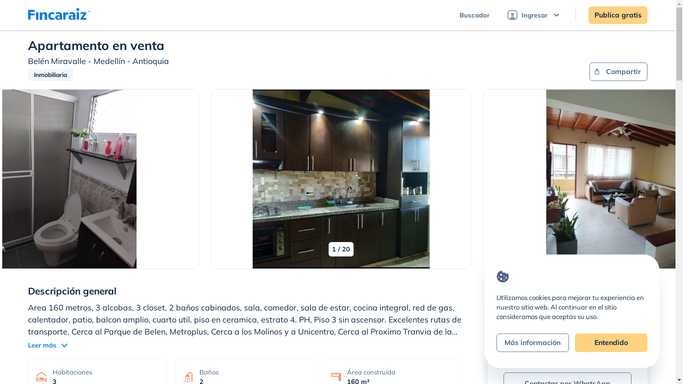 Fincaraiz
Buscador
Ingresar
Publica gratis
Apartamento en venta
Belén Miravalle - Medellín - Antioquia
Inmobiliaria
Compartir
1 / 20
Descripción general
Area 160 metros, 3 alcobas, 3 closet, 2 baños cabinados, sala, comedor, sala de estar, cocina integral, red de gas,
calentador, patio, balcon amplio, cuarto util, piso en ceramica, estrato 4. PH, Piso 3 sin ascensor. Excelentes rutas de
transporte, Cerca al Parque de Belen, Metroplus, Cerca a los Molinos y a Unicentro, Cerca al Proximo Tranvia de la...
Leer más
Habitaciones
3
Baños
2
Área construida
160 m²
Utilizamos cookies para mejorar tu experiencia en
nuestro sitio web. Al continuar en el sitio
consideramos que aceptas su uso.
Más información
Entendido
Contactar por WhatsApp